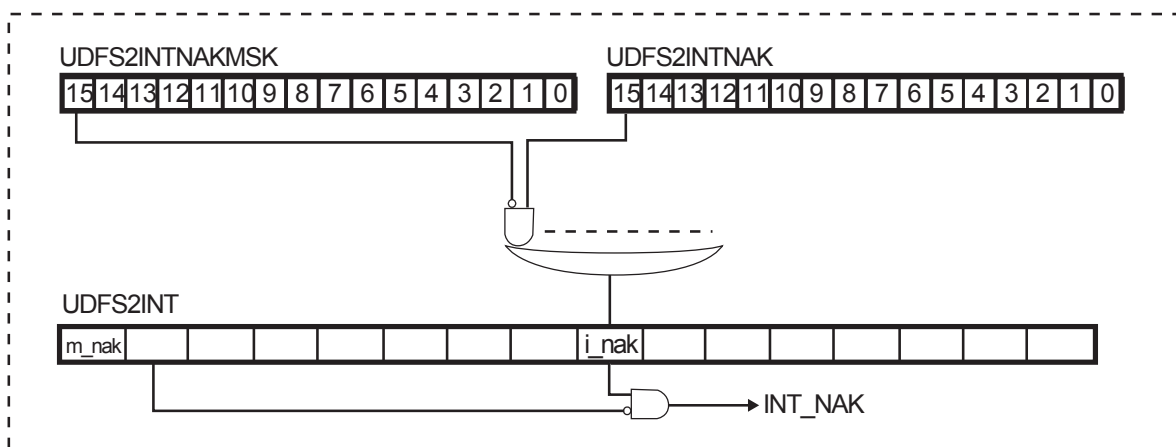 UDFS2INTNAKMSK
15 14 13 12 11 10 9 8 7 6 5 4 3 2 1 0
UDFS2INTNAK
15 14 13 12 11 10 9 8 7 6 5 4 3 2 1 0
UDFS2INT
m_nak i_nak
INT_NAK